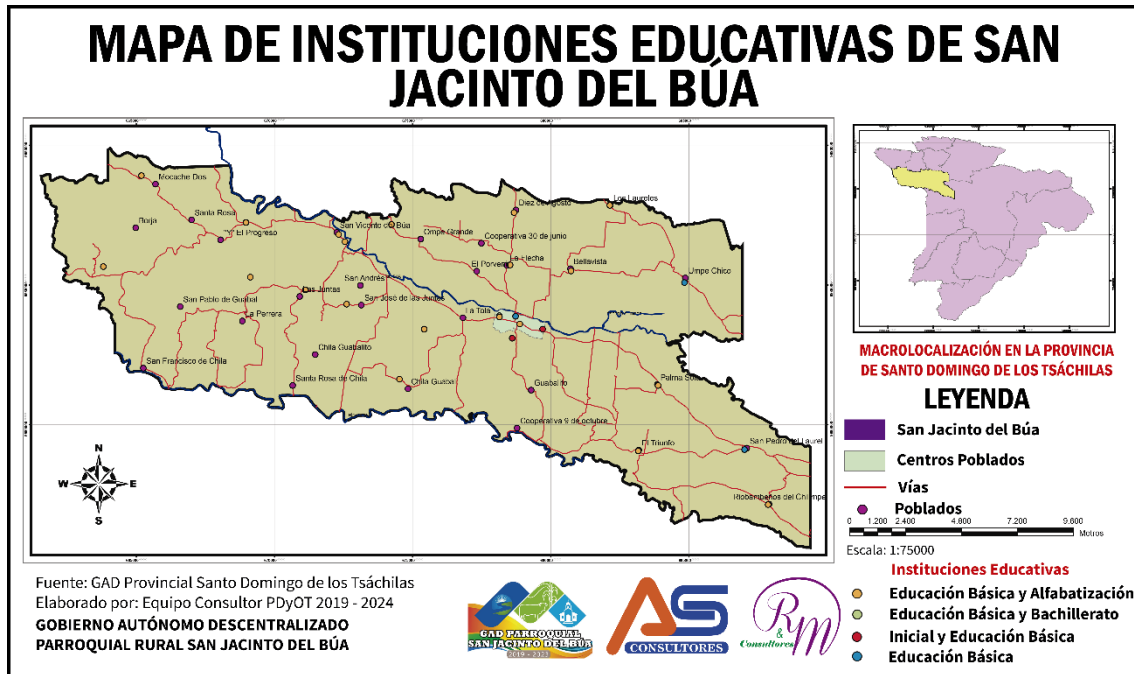 MAPA DE INSTITUCIONES EDUCATIVAS DE SAN
JACINTO DEL BÚA
Mocache Dos
Diez de Agosto
Los Laureles
Borja
Santa Rosa
El Progreso
San Vicente de Búa
Ompe Grande
Cooperativa 30 de junio
La Flecha
El Porvenir
Bellavista
Umpe Chico
San Andrés
Las Juntas
San José de las Juntas
San Pablo de Guabal
La Perrera
La Tola
Chila Guabalito
San Francisco de Chila
Santa Rosa de Chila
Chila Guabal
Guabalito
Palma Sola
Cooperativa 9 de octubre
El Triunfo
San Pedro del Laurel
Riobambeños del Chilimpe
N
W
E
S
MACROLOCALIZACIÓN EN LA PROVINCIA
DE SANTO DOMINGO DE LOS TSÁCHILAS
LEYENDA
San Jacinto del Búa
Centros Poblados
Vías
Poblados
0 1.200 2.400 4.800 7.200 9.600
Metros
Escala: 1:75000
Instituciones Educativas
Educación Básica y Alfabatización
Educación Básica y Bachillerato
Inicial y Educación Básica
Educación Básica
Fuente: GAD Provincial Santo Domingo de los Tsáchilas
Elaborado por: Equipo Consultor PDyOT 2019 - 2024
GOBIERNO AUTÓNOMO DESCENTRALIZADO
PARROQUIAL RURAL SAN JACINTO DEL BÚA
GAD PARROQUIAL
SAN JACINTO DEL BÚA
2019 - 2023
AS
CONSULTORES
R&M
Consultores